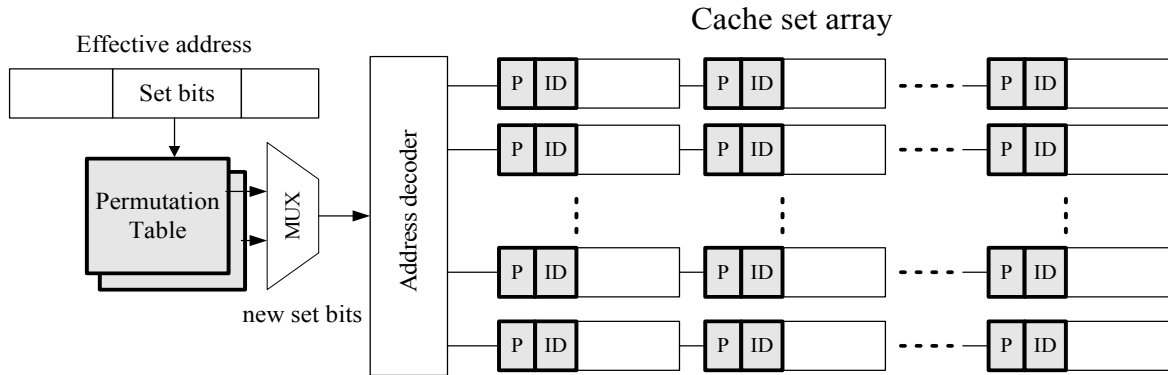 Cache set array
Effective address
Set bits
Permutation
Table
MUX
new set bits
Address decoder
P ID P ID P ID
P ID P ID P ID
P ID P ID P ID
P ID P ID P ID